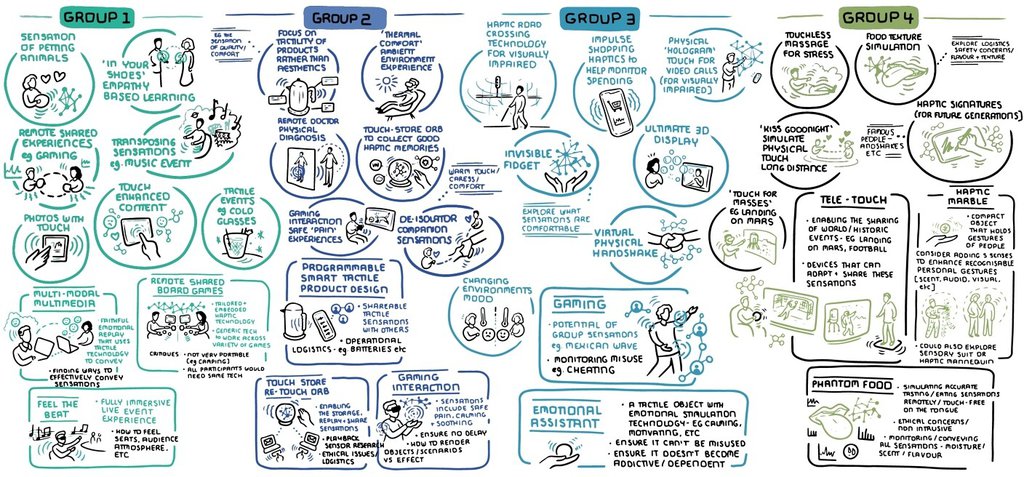 GROUP 1
SENSATION
OF PETTING
ANIMALS
'IN YOUR
SHOES'
EMPATHY
BASED LEARNING
REMOTE SHARED
EXPERIENCES
eg GAMING
TRANSPOSING
SENSATIONS
eg. MUSIC EVENT
PHOTOS WITH
TOUCH
TOUCH
ENHANCED
CONTENT
TACTILE
EVENTS
eg COLD
GLASSES
MULTI-MODAL
MULTIMEDIA
FAITHFUL
EMOTIONAL
REPLAY
THAT USES
TACTILE
TECHNOLOGY TO
CONVEY
• FINDING WAYS TO
EFFECTIVELY CONVEY
SENSATIONS
REMOTE SHARED
BOARD GAMES
• TAILORED +
EMBEDDED
HAPTIC
TECHNOLOGY
• GENERIC TECH
TO WORK ACROSS
VARIETY OF GAMES
CRITIQUES
• NOT VERY PORTABLE
(eg CAMPING)
• ALL PARTICIPANTS WOULD
NEED SAME TECH
FEEL THE
BEAT
• FULLY IMMERSIVE
LIVE EVENT
EXPERIENCE
• HOW TO FEEL
SEATS, AUDIENCE
ATMOSPHERE,
ETC
GROUP 2
EG THE
SENSATION
OF QUALITY/
COMFORT
FOCUS ON
TACTILITY OF
PRODUCTS
RATHER THAN
AESTHETICS
'THERMAL
COMFORT'
AMBIENT
ENVIRONMENT
EXPERIENCE
REMOTE DOCTOR
PHYSICAL
DIAGNOSIS
TOUCH-STORE ORB
TO COLLECT GOOD
HAPTIC MEMORIES
WARM TOUCH/
CARESS/
COMFORT
GAMING
INTERACTION
SAFE 'PAIN'
EXPERIENCES
DE-ISOLATOR
COMPANION
SENSATIONS
PROGRAMMABLE
SMART TACTILE
PRODUCT DESIGN
• SHAREABLE
TACTILE
SENSATIONS
WITH OTHERS
• OPERATIONAL
LOGISTICS - eg BATTERIES etc
TOUCH STORE
RE-TOUCH ORB
• ENABLING
THE STORAGE,
REPLAY + SHARE
SENSATIONS
• PLAYBACK
SENSOR RESEARCH
• ETHICAL ISSUES/
LOGISTICS
GAMING
INTERACTION
• SENSATIONS
INCLUDE SAFE
PAIN, CALMING
+ SOOTHING
• ENSURE NO DELAY
• HOW TO RENDER
OBJECTS/SCENARIOS
VS EFFECT
GROUP 3
HAPTIC ROAD
CROSSING
TECHNOLOGY
FOR VISUALLY
IMPAIRED
IMPULSE
SHOPPING
HAPTICS to
HELP MONITOR
SPENDING
PHYSICAL
'HOLOGRAM'
TOUCH FOR
VIDEO CALLS
(FOR VISUALLY
IMPAIRED)
INVISIBLE
FIDGET
ULTIMATE 3D
DISPLAY
EXPLORE WHAT
SENSATIONS ARE
COMFORTABLE
VIRTUAL
PHYSICAL
HANDSHAKE
CHANGING
ENVIRONMENTS
MOOD
GAMING
• POTENTIAL OF
GROUP SENSATIONS
eg MEXICAN WAVE
• MONITORING MISUSE
eg. CHEATING
EMOTIONAL
ASSISTANT
• A TACTILE OBJECT WITH
EMOTIONAL STIMULATION
TECHNOLOGY- EG CALMING,
MOTIVATING, ETC
• ENSURE IT CAN'T BE MISUSED
• ENSURE IT DOESN'T BECOME
ADDICTIVE/DEPENDENT
GROUP 4
TOUCHLESS
MASSAGE
FOR STRESS
FOOD TEXTURE
SIMULATION
EXPLORE LOGISTICS
SAFETY CONCERNS/
FLAVOUR + TEXTURE
'KISS GOODNIGHT'
SIMULATE
PHYSICAL
TOUCH
LONG DISTANCE
FAMOUS
PEOPLE-
HANDSHAKES
ETC
HAPTIC SIGNATURES
(FOR FUTURE GENERATIONS)
'TOUCH FOR
MASSES'
EG LANDING
ON MARS
TELE-TOUCH
• ENABLING THE SHARING
OF WORLD/HISTORIC
EVENTS- EG LANDING
ON MARS, FOOTBALL
• DEVICES THAT CAN
ADAPT + SHARE THESE
SENSATIONS
HAPTIC
MARBLE
• COMPACT
OBJECT
THAT HOLDS
GESTURES
OF PEOPLE
CONSIDER ADDING 5 SENSES
TO ENHANCE RECOGNISABLE
PERSONAL GESTURES
[SCENT, AUDIO, VISUAL,
etc]
• COULD ALSO EXPLORE
SENSORY SUIT OR
HAPTIC MANNEQUIN
PHANTOM FOOD
• SIMULATING ACCURATE
TASTING/EATING SENSATIONS
REMOTELY/TOUCH-FREE
ON THE TONGUE
• ETHICAL CONCERNS/
NON INTRUSIVE
• MONITORING/CONVEYING
ALL SENSATIONS - MOISTURE/
SCENT/FLAVOUR